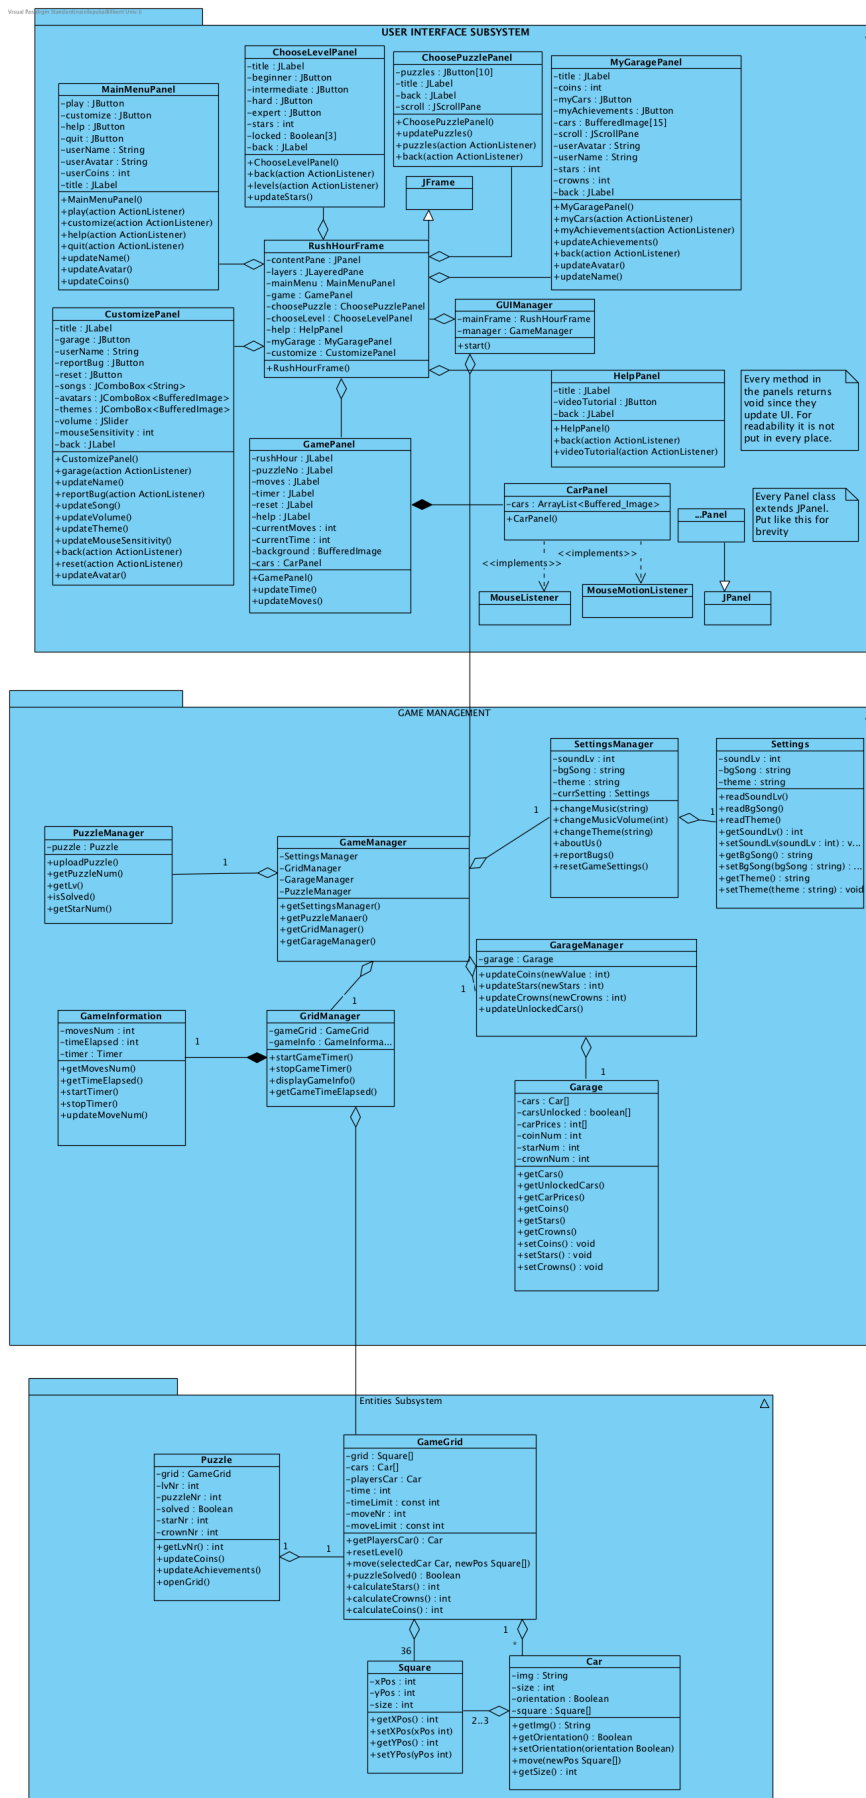 USER INTERFACE SUBSYSTEM
MainMenuPanel
-play : JButton
-customize : JButton
-help : JButton
-quit : JButton
-userName : String
-userAvatar : String
-userCoins : int
-title : JLabel
+MainMenuPanel()
+play(action ActionListener)
+customize(action ActionListener)
+help(action ActionListener)
+quit(action ActionListener)
+updateName()
+updateAvatar()
+updateCoins()
ChooseLevelPanel
-title : JLabel
-beginner : JButton
-intermediate : JButton
-hard : JButton
-expert : JButton
-stars : int
-locked : Boolean[3]
-back : JLabel
+ChooseLevelPanel()
+back(action ActionListener)
+levels(action ActionListener)
+updateStars()
ChoosePuzzlePanel
-puzzles : JButton[10]
-title : JLabel
-back : JLabel
-scroll : JScrollPane
+ChoosePuzzlePanel()
+updatePuzzles()
+puzzles(action ActionListener)
+back(action ActionListener)
MyGaragePanel
-title : JLabel
-coins : int
-myCars : JButton
-myAchievements : JButton
-cars : BufferedImage[15]
-scroll : JScrollPane
-userAvatar : String
-userName : String
-stars : int
-crowns : int
-back : JLabel
+MyGaragePanel()
+myCars(action ActionListener)
+myAchievements(action ActionListener)
+updateAchievements()
+back(action ActionListener)
+updateAvatar()
+updateName()
JFrame
RushHourFrame
-contentPane : JPanel
-layers : JLayeredPane
-mainMenu : MainMenuPanel
-game : GamePanel
-choosePuzzle : ChoosePuzzlePanel
-chooseLevel : ChooseLevelPanel
-help : HelpPanel
-myGarage : MyGaragePanel
-customize : CustomizePanel
+RushHourFrame()
GUIManager
-mainFrame : RushHourFrame
-manager : GameManager
+start()
CustomizePanel
-title : JLabel
-garage : JButton
-userName : String
-reportBug : JButton
-reset : JButton
-songs : JComboBox<String>
-avatars : JComboBox<BufferedImage>
-themes : JComboBox<BufferedImage>
-volume : JSlider
-mouseSensitivity : int
-back : JLabel
+CustomizePanel()
+garage(action ActionListener)
+updateName()
+reportBug(action ActionListener)
+updateSong()
+updateVolume()
+updateTheme()
+updateMouseSensitivity()
+back(action ActionListener)
+reset(action ActionListener)
+updateAvatar()
HelpPanel
-title : JLabel
-videoTutorial : JButton
-back : JLabel
+HelpPanel()
+back(action ActionListener)
+videoTutorial(action ActionListener)
Every method in
the panels returns
void since they
update UI. For
readability it is not
put in every place.
GamePanel
-rushHour : JLabel
-puzzleNo : JLabel
-moves : JLabel
-timer : JLabel
-reset : JLabel
-help : JLabel
-currentMoves : int
-currentTime : int
-background : BufferedImage
-cars : CarPanel
+GamePanel()
+updateTime()
+updateMoves()
CarPanel
-cars : ArrayList<Buffered_Image>
+CarPanel()
...Panel
Every Panel class
extends JPanel.
Put like this for
brevity
<<implements>>
<<implements>>
MouseListener
MouseMotionListener
JPanel
GAME MANAGEMENT
SettingsManager
-soundLv : int
-bgSong : string
-theme : string
-currSetting : Settings
+changeMusic(string)
+changeMusicVolume(int)
+changeTheme(string)
+aboutUs()
+reportBugs()
+resetGameSettings()
Settings
-soundLv : int
-bgSong : string
-theme : string
+readSoundLv()
+readBgSong()
+readTheme()
+getSoundLv() : int
+setSoundLv(soundLv : int) : v...
+getBgSong() : string
+setBgSong(bgSong : string) : ...
+getTheme() : string
+setTheme(theme : string) : void
1
1
PuzzleManager
-puzzle : Puzzle
+uploadPuzzle()
+getPuzzleNum()
+getLv()
+isSolved()
+getStarNum()
1
GameManager
-SettingsManager
-GridManager
-GarageManager
-PuzzleManager
+getSettingsManager()
+getPuzzleManaer()
+getGridManager()
+getGarageManager()
GarageManager
-garage : Garage
+updateCoins(newValue : int)
+updateStars(newStars : int)
+updateCrowns(newCrowns : int)
+updateUnlockedCars()
1
1
GameInformation
-movesNum : int
-timeElapsed : int
-timer : Timer
+getMovesNum()
+getTimeElapsed()
+startTimer()
+stopTimer()
+updateMoveNum()
1
GridManager
-gameGrid : GameGrid
-gameInfo : GameInforma...
+startGameTimer()
+stopGameTimer()
+displayGameInfo()
+getGameTimeElapsed()
1
Garage
-cars : Car[]
-carsUnlocked : boolean[]
-carPrices : int[]
-coinNum : int
-starNum : int
-crownNum : int
+getCars()
+getUnlockedCars()
+getCarPrices()
+getCoins()
+getStars()
+getCrowns()
+setCoins() : void
+setStars() : void
+setCrowns() : void
Entities Subsystem
Puzzle
-grid : GameGrid
-lvNr : int
-puzzleNr : int
-solved : Boolean
-starNr : int
-crownNr : int
+getLvNr() : int
+updateCoins()
+updateAchievements()
+openGrid()
1
1
GameGrid
-grid : Square[]
-cars : Car[]
-playersCar : Car
-time : int
-timeLimit : const int
-moveNr : int
-moveLimit : const int
+getPlayersCar() : Car
+resetLevel()
+move(selectedCar Car, newPos Square[])
+puzzleSolved() : Boolean
+calculateStars() : int
+calculateCrowns() : int
+calculateCoins() : int
1
36
*
Square
-xPos : int
-yPos : int
-size : int
+getXPos() : int
+setXPos(xPos int)
+getYPos() : int
+setYPos(yPos int)
2..3
Car
-img : String
-size : int
-orientation : Boolean
-square : Square[]
+getImg() : String
+getOrientation() : Boolean
+setOrientation(orientation Boolean)
+move(newPos Square[])
+getSize() : int